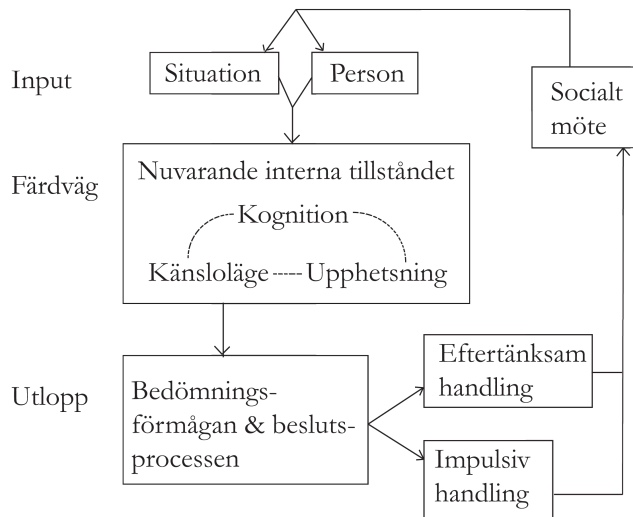 Input
Situation
Person
Socialt
möte
Färdväg
Nuvarande interna tillståndet
Kognition
Känsloläge
Upphetsning
Utlopp
Bedömnings-
förmågan & besluts-
processen
Eftertänksam
handling
Impulsiv
handling